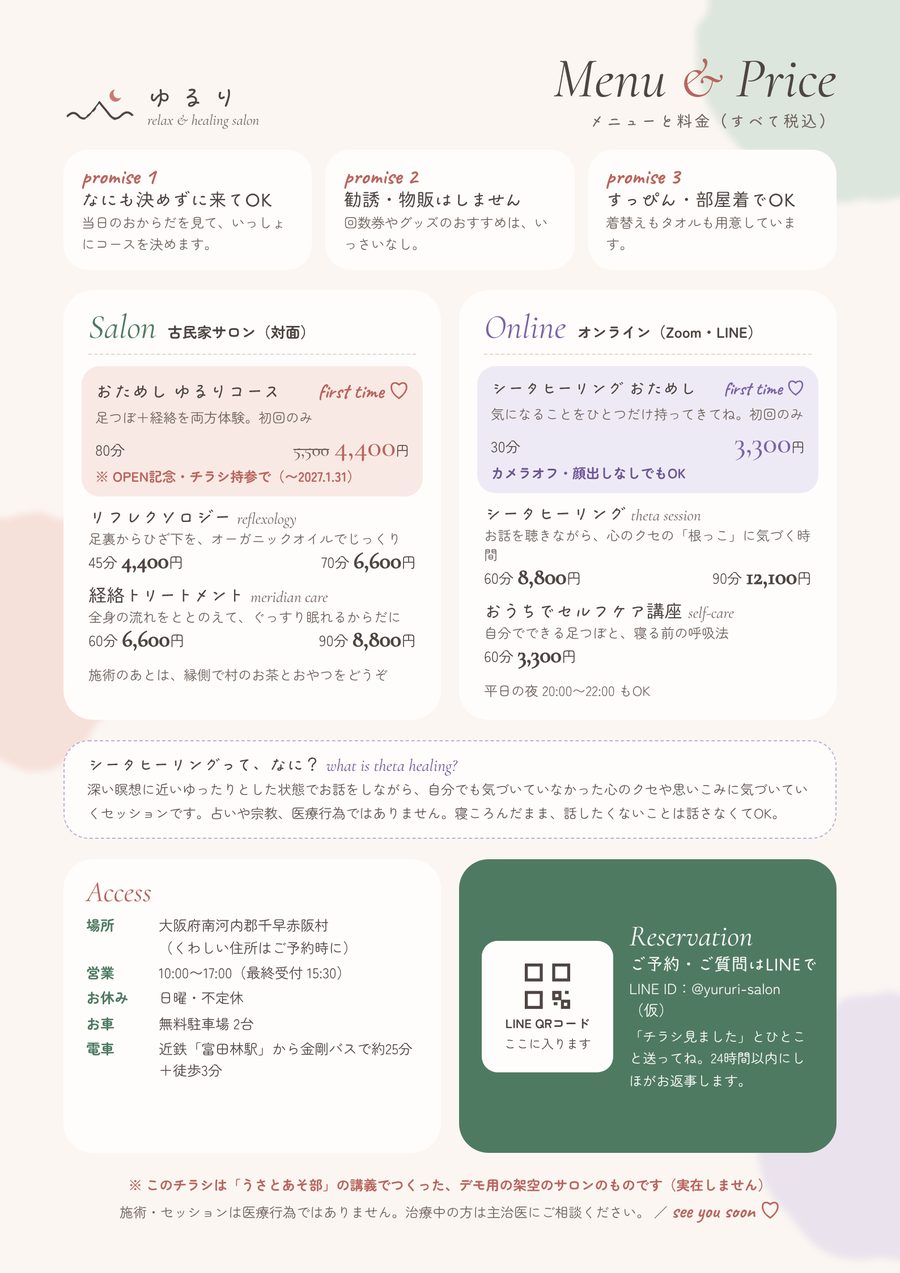 ゆるり
relax & healing salon
Menu & Price
メニューと料金（すべて税込）
promise 1
なにも決めずに来てOK
当日のおからだを見て、いっしょ
にコースを決めます。
promise 2
勧誘・物販はしません
回数券やグッズのおすすめは、い
っさいなし。
promise 3
すっぴん・部屋着でOK
着替えもタオルも用意していま
す。
Salon 古民家サロン（対面）
おためし ゆるりコース first time ♡
足つぼ＋経絡を両方体験。初回のみ
80分 5,500 4,400円
※ OPEN記念・チラシ持参で（〜2027.1.31）
リフレクソロジー reflexology
足裏からひざ下を、オーガニックオイルでじっくり
45分 4,400円 70分 6,600円
経絡トリートメント meridian care
全身の流れをととのえて、ぐっすり眠れるからだに
60分 6,600円 90分 8,800円
施術のあとは、縁側で村のお茶とおやつをどうぞ
Online オンライン（Zoom・LINE）
シータヒーリング おためし first time ♡
気になることをひとつだけ持ってきてね。初回のみ
30分 3,300円
カメラオフ・顔出しなしでもOK
シータヒーリング theta session
お話を聴きながら、心のクセの「根っこ」に気づく時
間
60分 8,800円 90分 12,100円
おうちでセルフケア講座 self-care
自分でできる足つぼと、寝る前の呼吸法
60分 3,300円
平日の夜 20:00〜22:00 もOK
シータヒーリングって、なに？ what is theta healing?
深い瞑想に近いゆったりとした状態でお話をしながら、自分でも気づいていなかった心のクセや思いこみに気づいてい
くセッションです。占いや宗教、医療行為ではありません。寝ころんだまま、話したくないことは話さなくてOK。
Access
場所 大阪府南河内郡千早赤阪村
（くわしい住所はご予約時に）
営業 10:00〜17:00（最終受付 15:30）
お休み 日曜・不定休
お車 無料駐車場 2台
電車 近鉄「富田林駅」から金剛バスで約25分
＋徒歩3分
LINE QRコード
ここに入ります
Reservation
ご予約・ご質問はLINEで
LINE ID：@yururi-salon
（仮）
「チラシ見ました」とひとこ
と送ってね。24時間以内にし
ほがお返事します。
※ このチラシは「うさとあそ部」の講義でつくった、デモ用の架空のサロンのものです（実在しません）
施術・セッションは医療行為ではありません。治療中の方は主治医にご相談ください。 ／ see you soon ♡